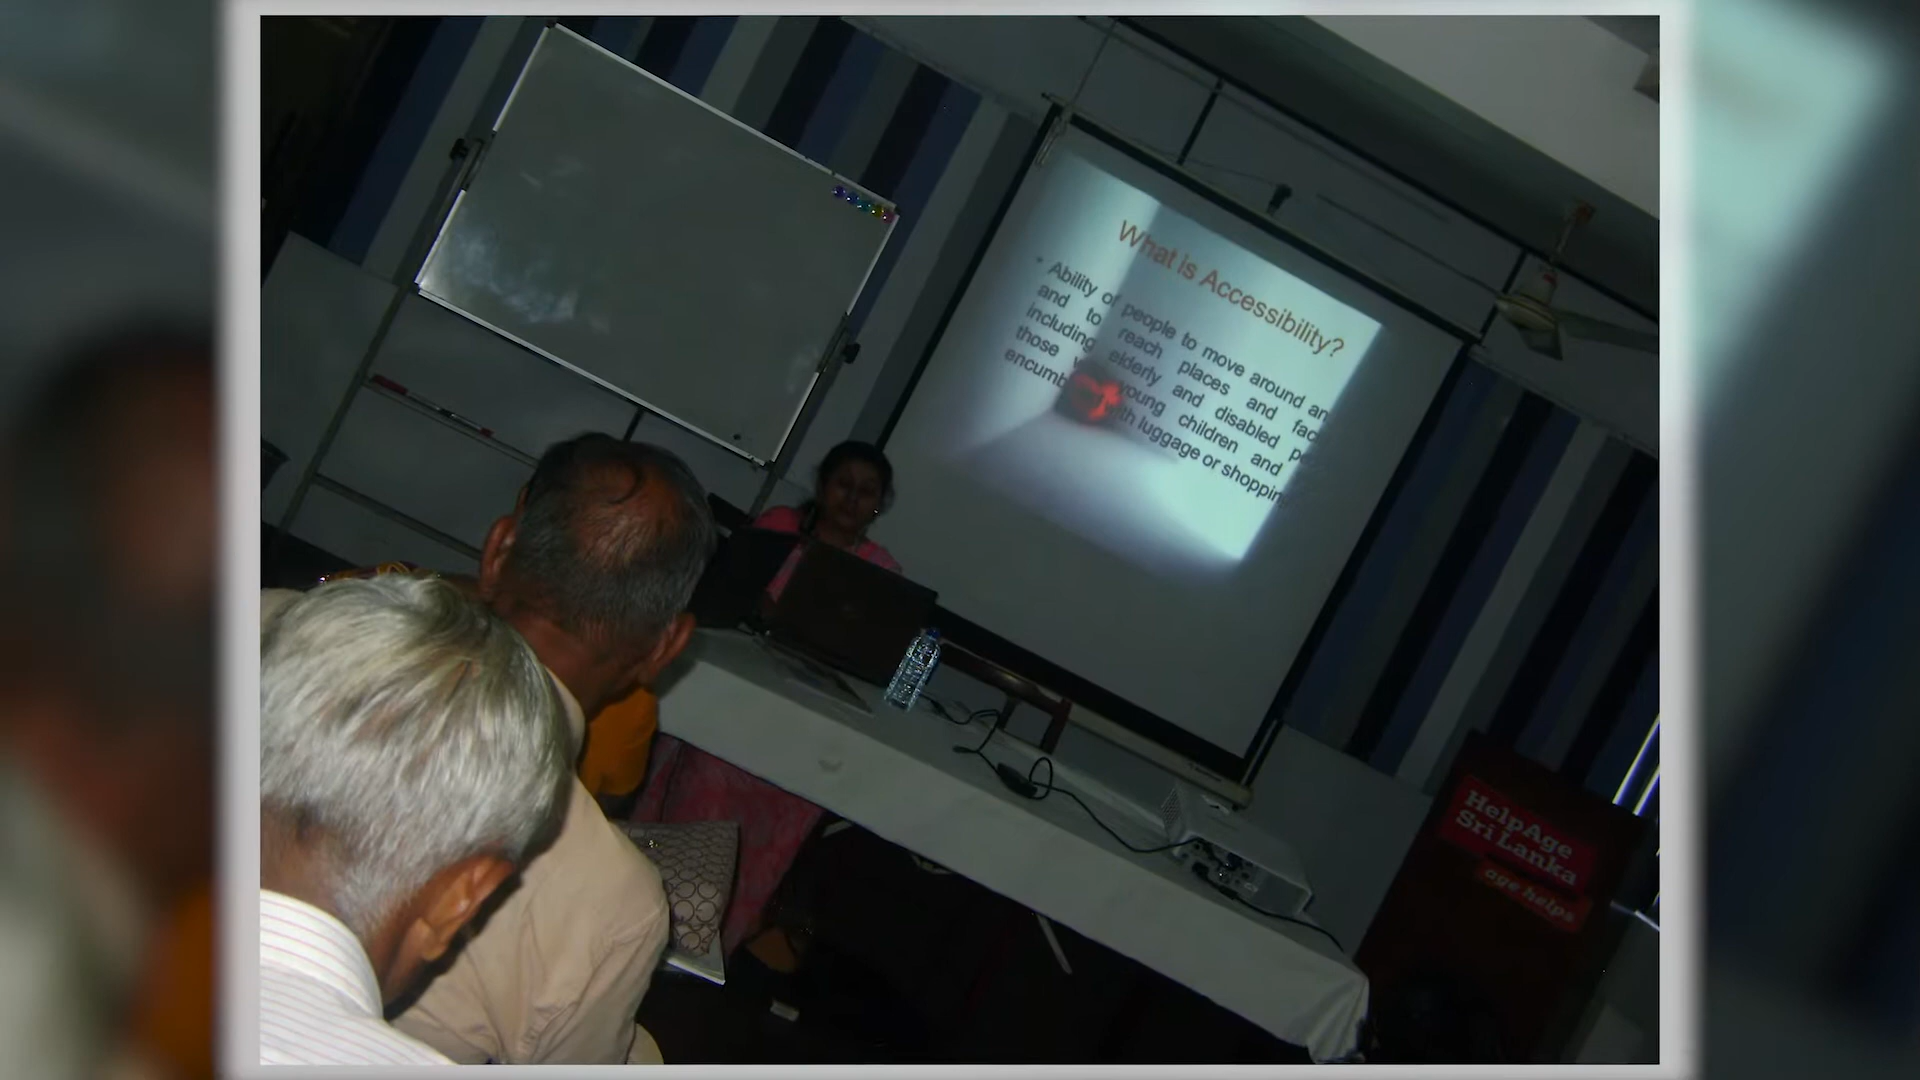 What is Accessibility?
• Ability of people to move around an
and to reach places and fac
including elderly and disabled
those young children and
encumb th luggage or shoppin
HelpAge
Sri Lanka
age helps